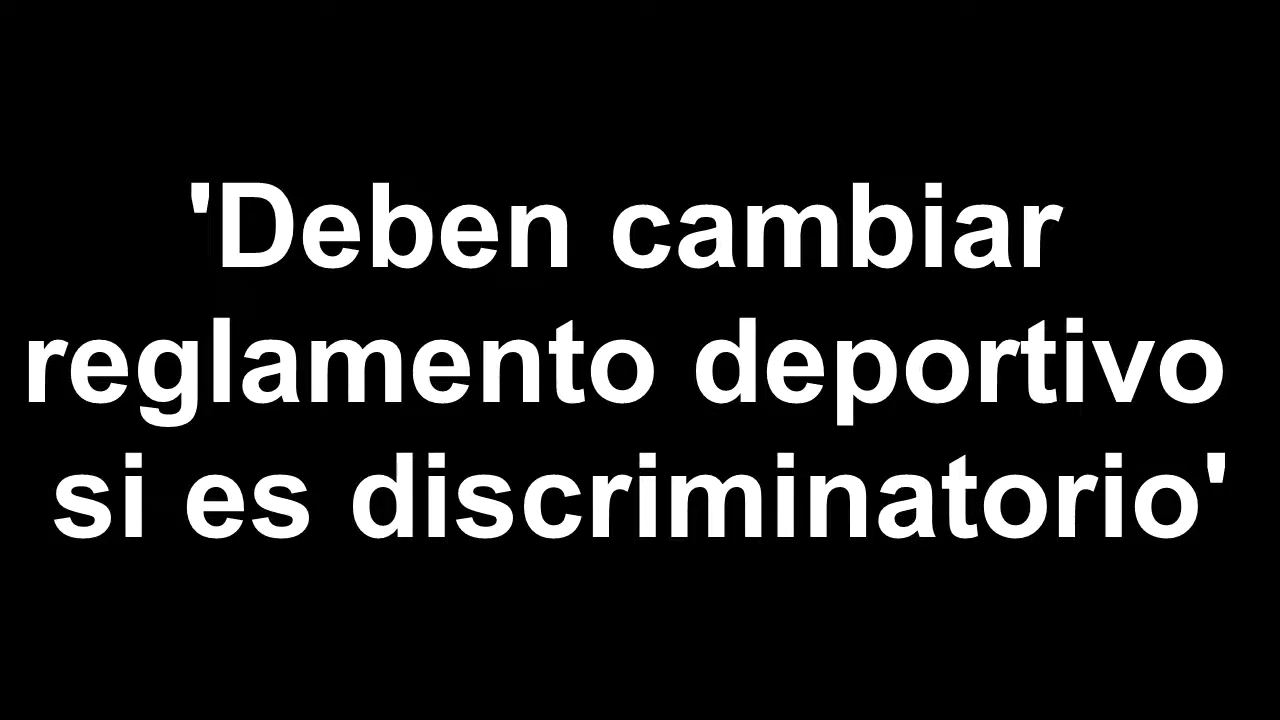 'Deben cambiar
reglamento deportivo
si es discriminatorio'